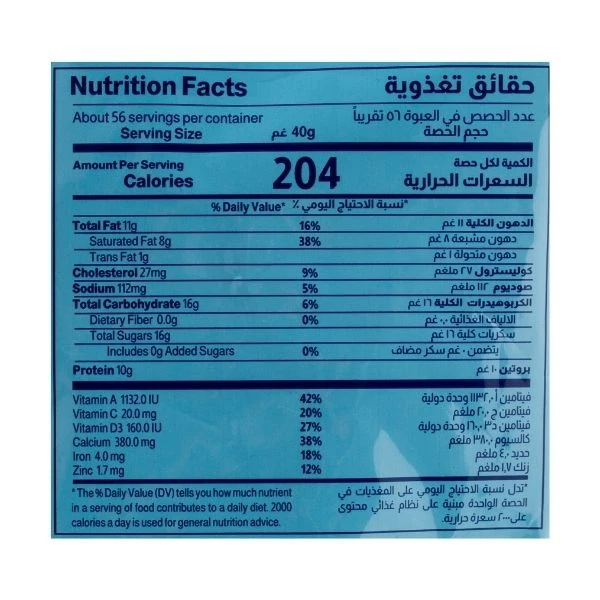 Nutrition Facts حقائق تغذوية
About 56 servings per container عدد الحصص في العبوة ٥٦ تقريباً
Serving Size 40g غم حجم الحصة
Amount Per Serving الكمية لكل حصة
Calories 204 السعرات الحرارية
% Daily Value* نسبة الاحتياج اليومي ٪*
Total Fat 11g 16% الدهون الكلية ١١ غم
Saturated Fat 8g 38% دهون مشبعة ٨ غم
Trans Fat 1g دهون متحولة ١ غم
Cholesterol 27mg 9% كوليسترول ٢٧ ملغم
Sodium 112mg 5% صوديوم ١١٢ ملغم
Total Carbohydrate 16g 6% الكربوهيدرات الكلية ١٦ غم
Dietary Fiber 0.0g 0% الالياف الغذائية ٠,٠ غم
Total Sugars 16g سكريات كلية ١٦ غم
Includes 0g Added Sugars 0% يتضمن ٠ غم سكر مضاف
Protein 10g بروتين ١٠ غم
Vitamin A 1132.0 IU 42% فيتامين أ ١١٣٢,٠ وحدة دولية
Vitamin C 20.0 mg 20% فيتامين ج ٢٠,٠ ملغم
Vitamin D3 160.0 IU 27% فيتامين د٣ ١٦٠,٠ وحدة دولية
Calcium 380.0 mg 38% كالسيوم ٣٨٠,٠ ملغم
Iron 4.0 mg 18% حديد ٤,٠ ملغم
Zinc 1.7 mg 12% زنك ١,٧ ملغم
* The % Daily Value (DV) tells you how much nutrient
in a serving of food contributes to a daily diet. 2000
calories a day is used for general nutrition advice.
*تدل نسبة الاحتياج اليومي على المغذيات في
الحصة الواحدة مبنية على نظام غذائي محتوى
على ٢٠٠٠ سعرة حرارية.